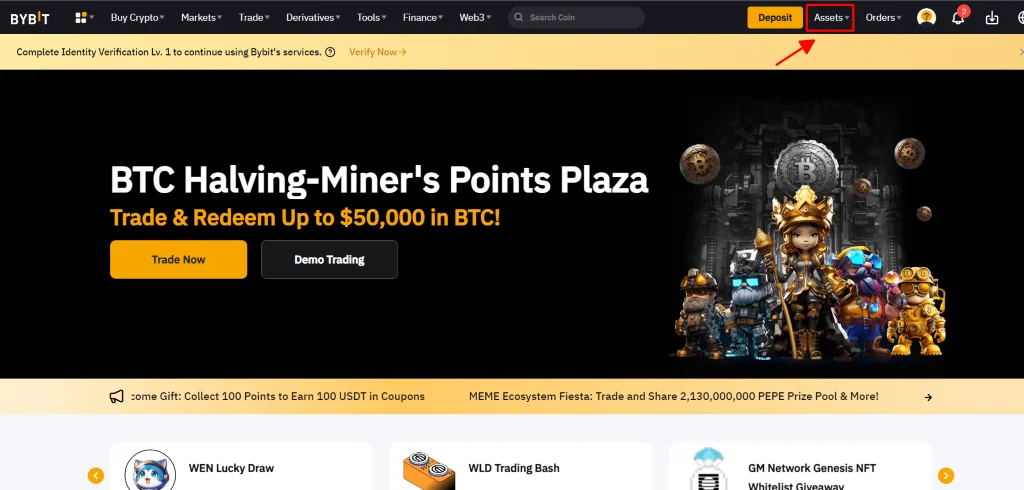 BYBIT Buy Crypto Markets Trade Derivatives Tools Finance Web3 Search Coin Deposit Assets Orders 2
Complete Identity Verification Lv. 1 to continue using Bybit's services. Verify Now
BTC Halving-Miner's Points Plaza
Trade & Redeem Up to $50,000 in BTC!
Trade Now Demo Trading
come Gift: Collect 100 Points to Earn 100 USDT in Coupons MEME Ecosystem Fiesta: Trade and Share 2,130,000,000 PEPE Prize Pool & More!
WEN Lucky Draw WLD Trading Bash GM Network Genesis NFT
Whitelist Giveaway